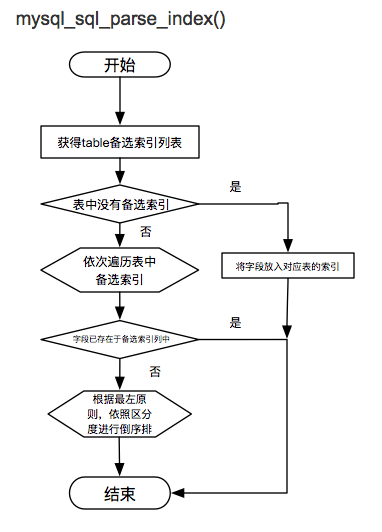 mysql_sql_parse_index()
开始
获得table备选索引列表
是
表中没有备选索引
否
依次遍历表中
备选索引
将字段放入对应表的索引
是
字段已存在于备选索引列中
否
根据最左原
则，依照区分
度进行倒序排
结束